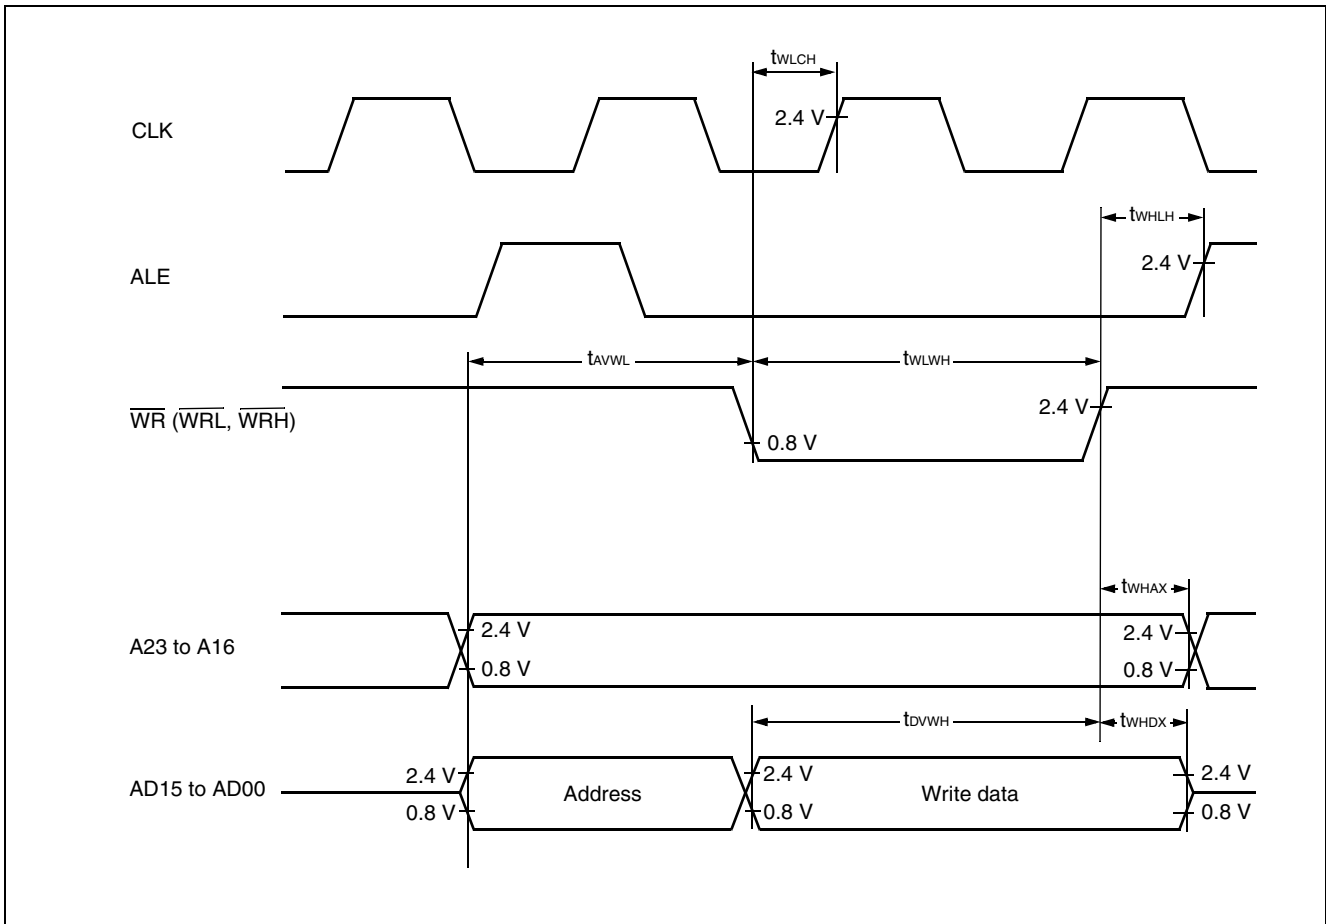 tWLCH
CLK
2.4 V
tWHLH
ALE
2.4 V
tAVWL
tWLWH
WR (WRL, WRH)
2.4 V
0.8 V
tWHAX
A23 to A16
2.4 V
2.4 V
0.8 V
0.8 V
tDVWH
tWHDX
AD15 to AD00
2.4 V
2.4 V
2.4 V
Address
Write data
0.8 V
0.8 V
0.8 V